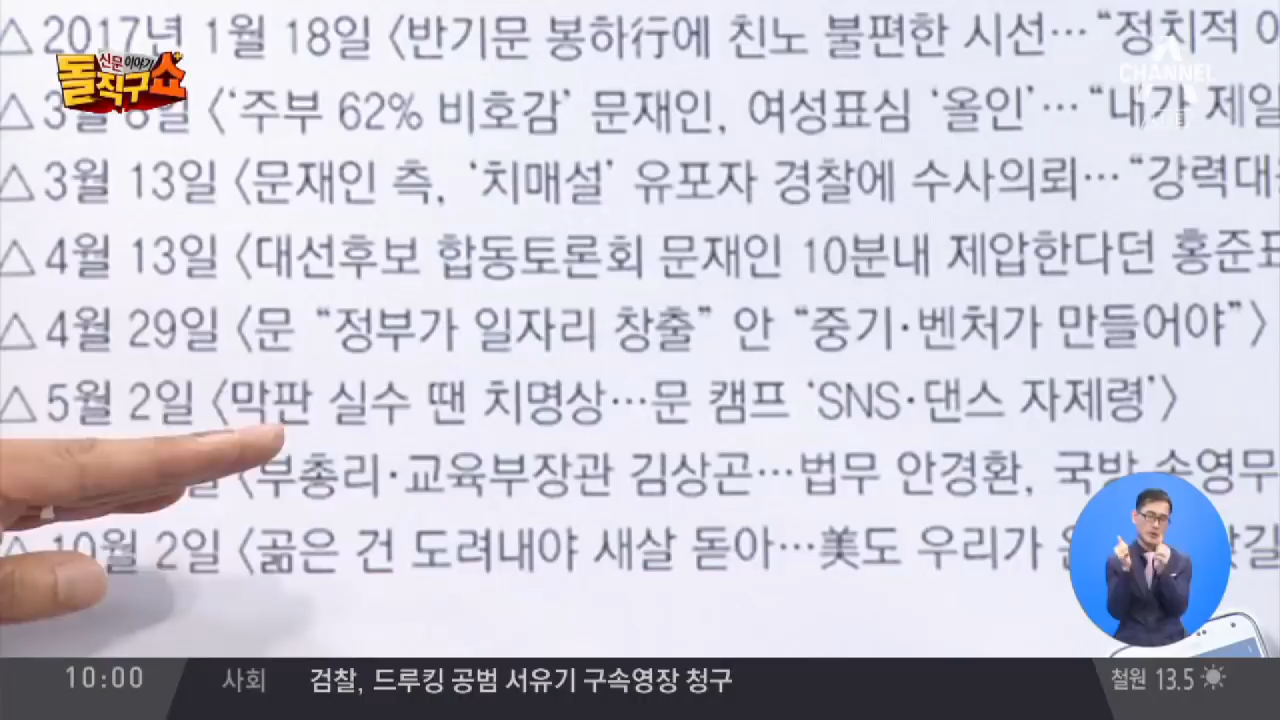 △2017년 1월 18일 〈반기문 봉하行에 친노 불편한 시선…“정치적
신문이야기
돌직구쇼
CHANNEL A
△3월 8일 〈‘주부 62% 비호감’ 문재인, 여성표심 ‘올인’…“내가 제일
△3월 13일 〈문재인 측, ‘치매설’ 유포자 경찰에 수사의뢰…“강력대응
△4월 13일 〈대선후보 합동토론회 문재인 10분내 제압한다던 홍준표
△4월 29일 〈문 “정부가 일자리 창출” 안 “중기·벤처가 만들어야”〉
△5월 2일 〈막판 실수 땐 치명상…문 캠프 ‘SNS·댄스 자제령’〉
일 〈부총리·교육부장관 김상곤…법무 안경환, 국방 송영무
△10월 2일 〈곪은 건 도려내야 새살 돋아…美도 우리가
10:00 사회 검찰, 드루킹 공범 서유기 구속영장 청구 철원 13.5